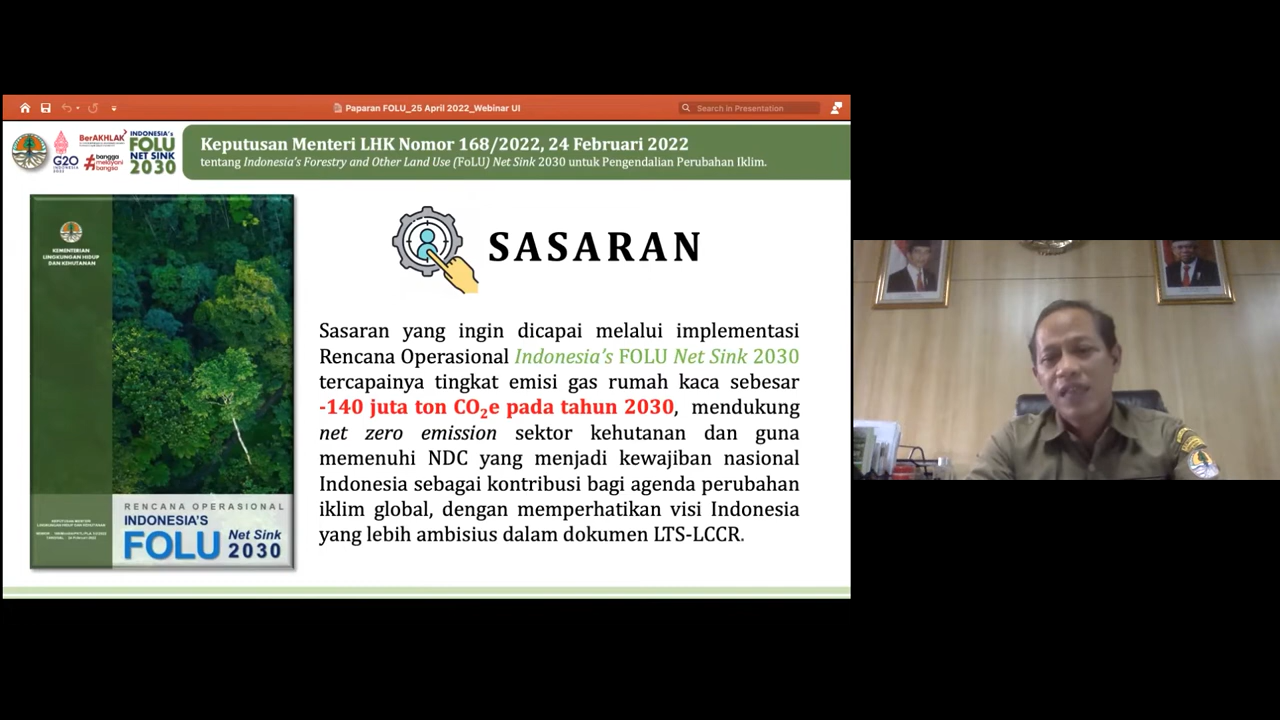 Paparan FOLU_25 April 2022_Webinar UI
Search in Presentation
G20
INDONESIA
2022
BerAKHLAK
#bangga
melayani
bangsa
INDONESIA's
FOLU
NET SINK
2030
Keputusan Menteri LHK Nomor 168/2022, 24 Februari 2022
tentang Indonesia's Forestry and Other Land Use (FoLU) Net Sink 2030 untuk Pengendalian Perubahan Iklim.
KEMENTERIAN
LINGKUNGAN HIDUP
DAN KEHUTANAN
RENCANA OPERASIONAL
INDONESIA'S
FOLU
Net Sink
2030
SASARAN
Sasaran yang ingin dicapai melalui implementasi
Rencana Operasional Indonesia's FOLU Net Sink 2030
tercapainya tingkat emisi gas rumah kaca sebesar
-140 juta ton CO₂e pada tahun 2030, mendukung
net zero emission sektor kehutanan dan guna
memenuhi NDC yang menjadi kewajiban nasional
Indonesia sebagai kontribusi bagi agenda perubahan
iklim global, dengan memperhatikan visi Indonesia
yang lebih ambisius dalam dokumen LTS-LCCR.